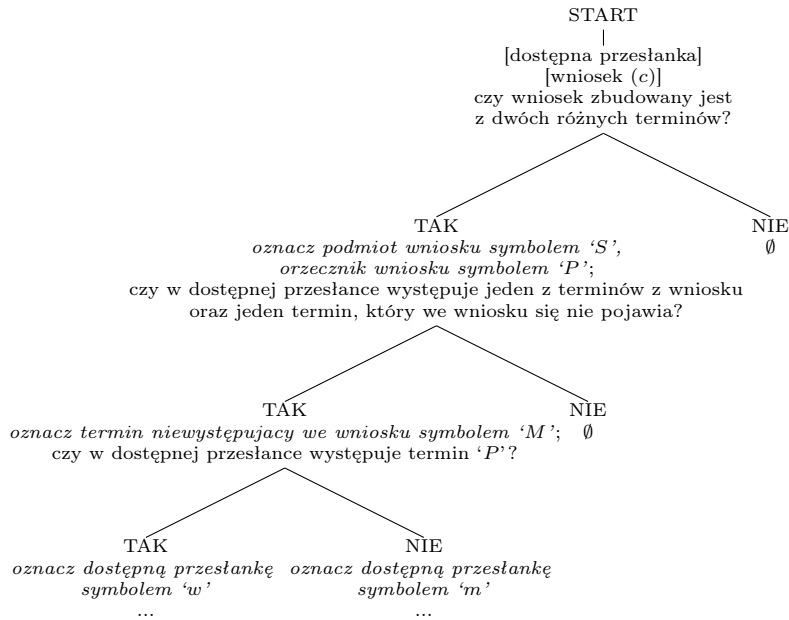 START
[dostępna przesłanka]
[wniosek (c)]
czy wniosek zbudowany jest
z dwóch różnych terminów?
TAK
oznacz podmiot wniosku symbolem ‘S’,
orzecznik wniosku symbolem ‘P’;
czy w dostępnej przesłance występuje jeden z terminów z wniosku
oraz jeden termin, który we wniosku się nie pojawia?
NIE
∅
TAK
oznacz termin niewystępujacy we wniosku symbolem ‘M’;
czy w dostępnej przesłance występuje termin ‘P’?
NIE
∅
TAK
oznacz dostępną przesłankę
symbolem ‘w’
...
NIE
oznacz dostępną przesłankę
symbolem ‘m’
...